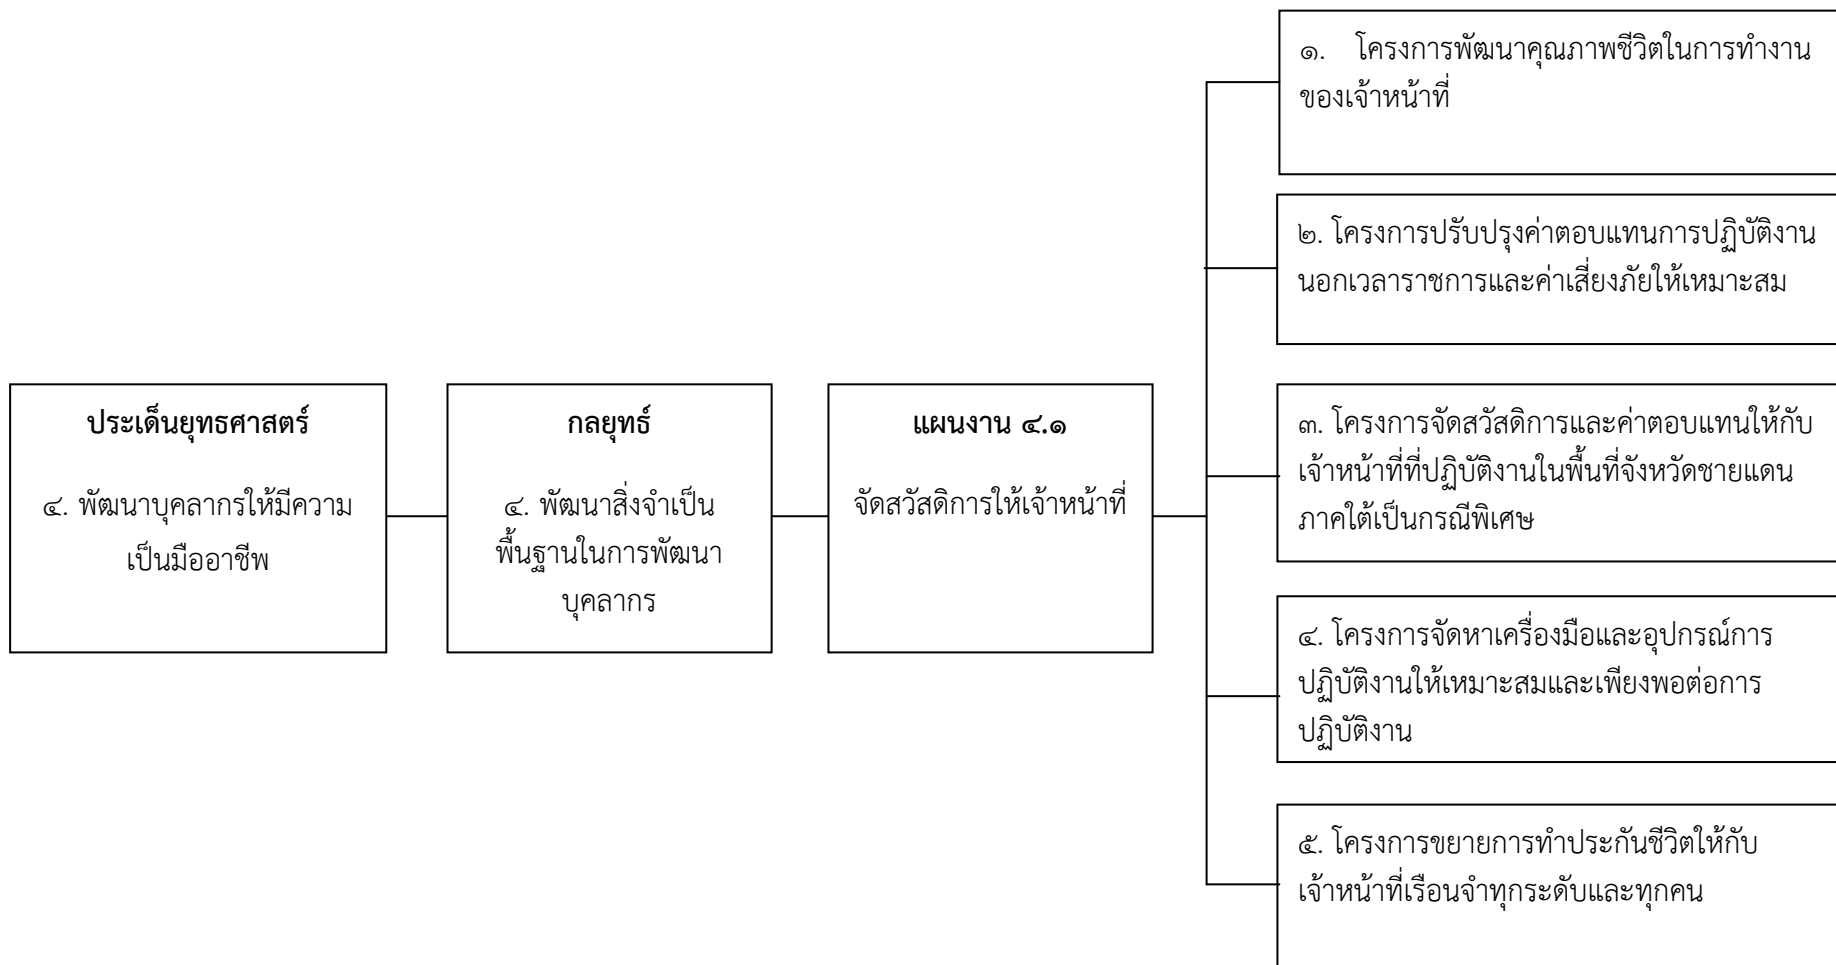 ประเด็นยุทธศาสตร์
๔. พัฒนาบุคลากรให้มีความ
เป็นมืออาชีพ
กลยุทธ์
๔. พัฒนาสิ่งจำเป็น
พื้นฐานในการพัฒนา
บุคลากร
แผนงาน ๔.๑
จัดสวัสดิการให้เจ้าหน้าที่
๑. โครงการพัฒนาคุณภาพชีวิตในการทำงาน
ของเจ้าหน้าที่
๒. โครงการปรับปรุงค่าตอบแทนการปฏิบัติงาน
นอกเวลาราชการและค่าเสี่ยงภัยให้เหมาะสม
๓. โครงการจัดสวัสดิการและค่าตอบแทนให้กับ
เจ้าหน้าที่ที่ปฏิบัติงานในพื้นที่จังหวัดชายแดน
ภาคใต้เป็นกรณีพิเศษ
๔. โครงการจัดหาเครื่องมือและอุปกรณ์การ
ปฏิบัติงานให้เหมาะสมและเพียงพอต่อการ
ปฏิบัติงาน
๕. โครงการขยายการทำประกันชีวิตให้กับ
เจ้าหน้าที่เรือนจำทุกระดับและทุกคน